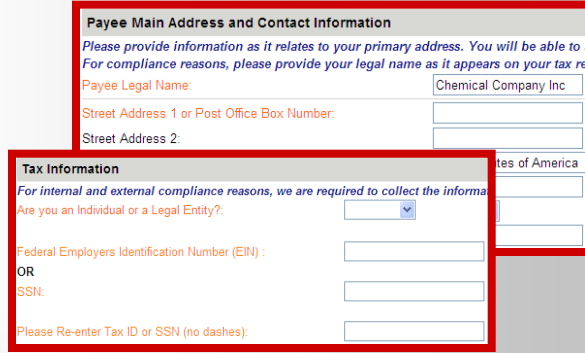 Payee Main Address and Contact Information
Please provide information as it relates to your primary address. You will be able to
For compliance reasons, please provide your legal name as it appears on your tax
Payee Legal Name: Chemical Company Inc
Street Address 1 or Post Office Box Number:
Street Address 2:
of America
Tax Information
For internal and external compliance reasons, we are required to collect the
Are you an Individual or a Legal Entity?:
Federal Employers Identification Number (EIN) :
OR
SSN:
Please Re-enter Tax ID or SSN (no dashes):